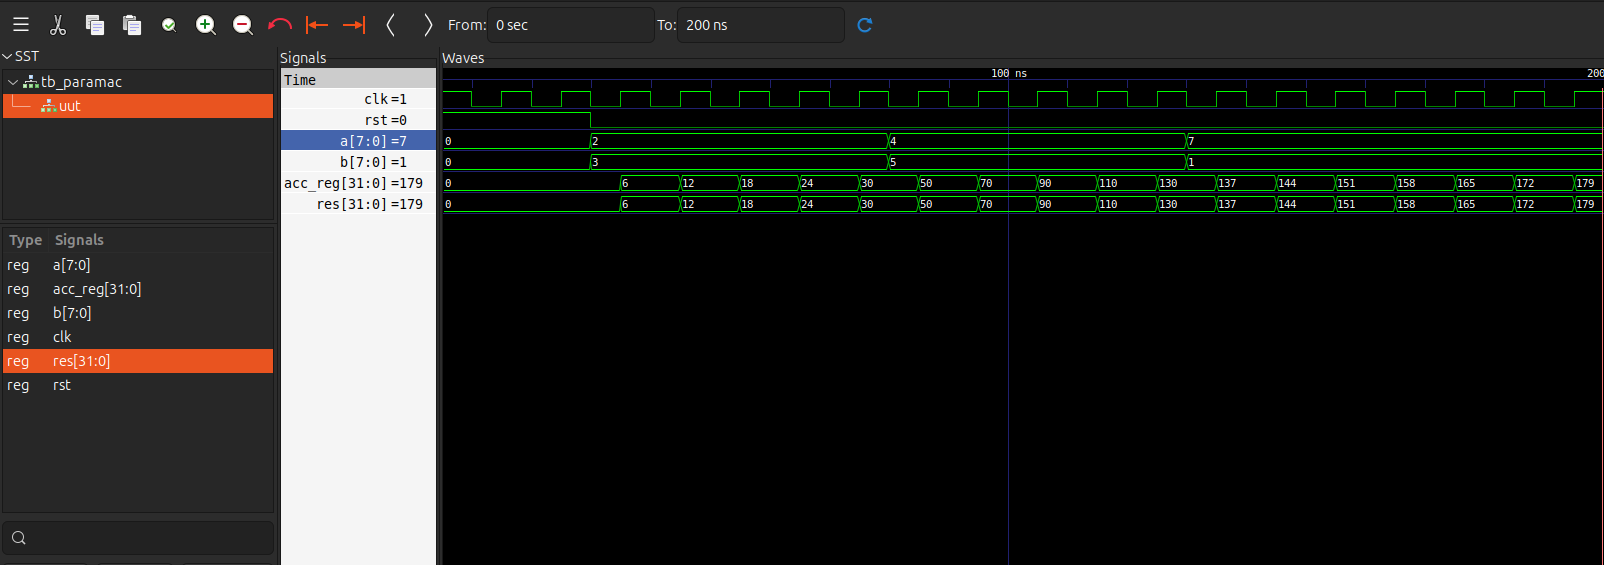 From: 0 sec To: 200 ns
SST
tb_paramac
uut
Type Signals
reg a[7:0]
reg acc_reg[31:0]
reg b[7:0]
reg clk
reg res[31:0]
reg rst
Signals
Time
clk=1
rst=0
a[7:0]=7
b[7:0]=1
acc_reg[31:0]=179
res[31:0]=179
Waves
100 ns 200
0 2 4 7
0 3 5 1
0 6 12 18 24 30 50 70 90 110 130 137 144 151 158 165 172 179
0 6 12 18 24 30 50 70 90 110 130 137 144 151 158 165 172 179